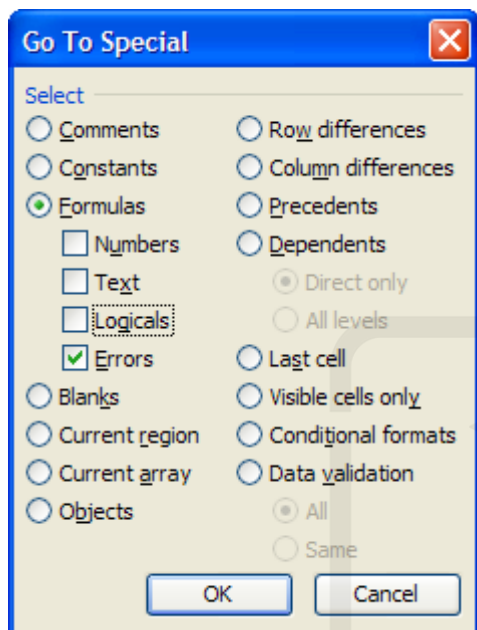 Go To Special
Select
Comments
Constants
Formulas
Numbers
Text
Logicals
Errors
Blanks
Current region
Current array
Objects
Row differences
Column differences
Precedents
Dependents
Direct only
All levels
Last cell
Visible cells only
Conditional formats
Data validation
All
Same
OK
Cancel